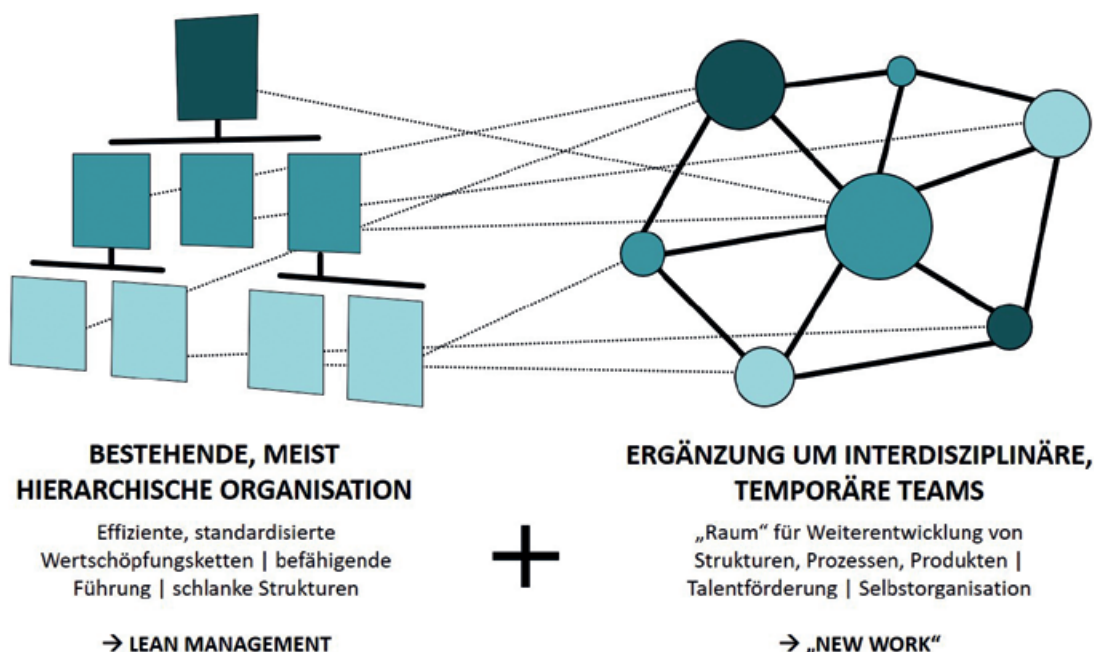 BESTEHENDE, MEIST
HIERARCHISCHE ORGANISATION
Effiziente, standardisierte
Wertschöpfungsketten | befähigende
Führung | schlanke Strukturen
→ LEAN MANAGEMENT
+
ERGÄNZUNG UM INTERDISZIPLINÄRE,
TEMPORÄRE TEAMS
„Raum“ für Weiterentwicklung von
Strukturen, Prozessen, Produkten |
Talentförderung | Selbstorganisation
→ „NEW WORK“